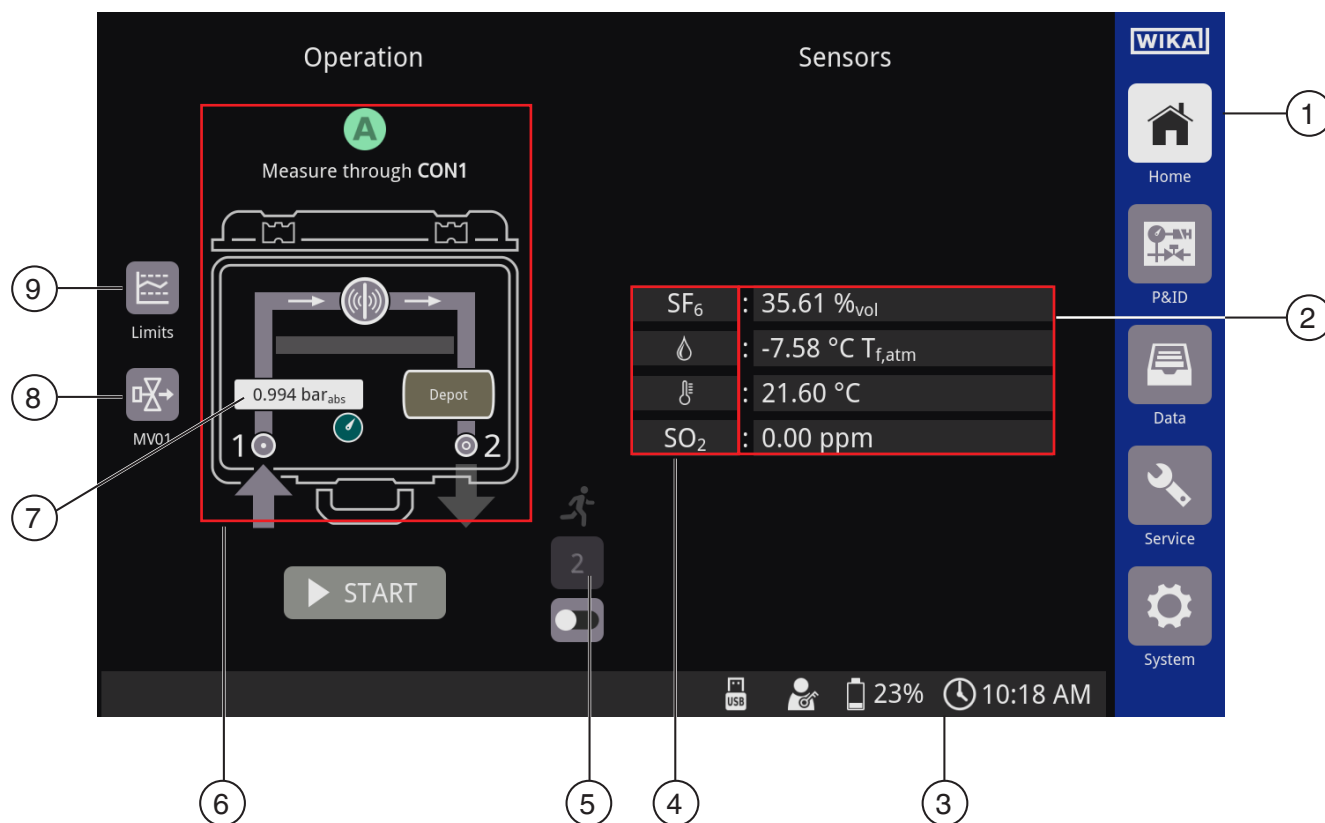 Operation
Sensors
WIKA
A
Measure through CON1
Home
1
P&ID
9
Limits
SF₆ : 35.61 %vol
2
: -7.58 °C Tf,atm
8
MV01
0.994 barabs
Depot
: 21.60 °C
Data
1
2
SO₂ : 0.00 ppm
7
Service
2
START
System
USB
23%
10:18 AM
6
5
4
3